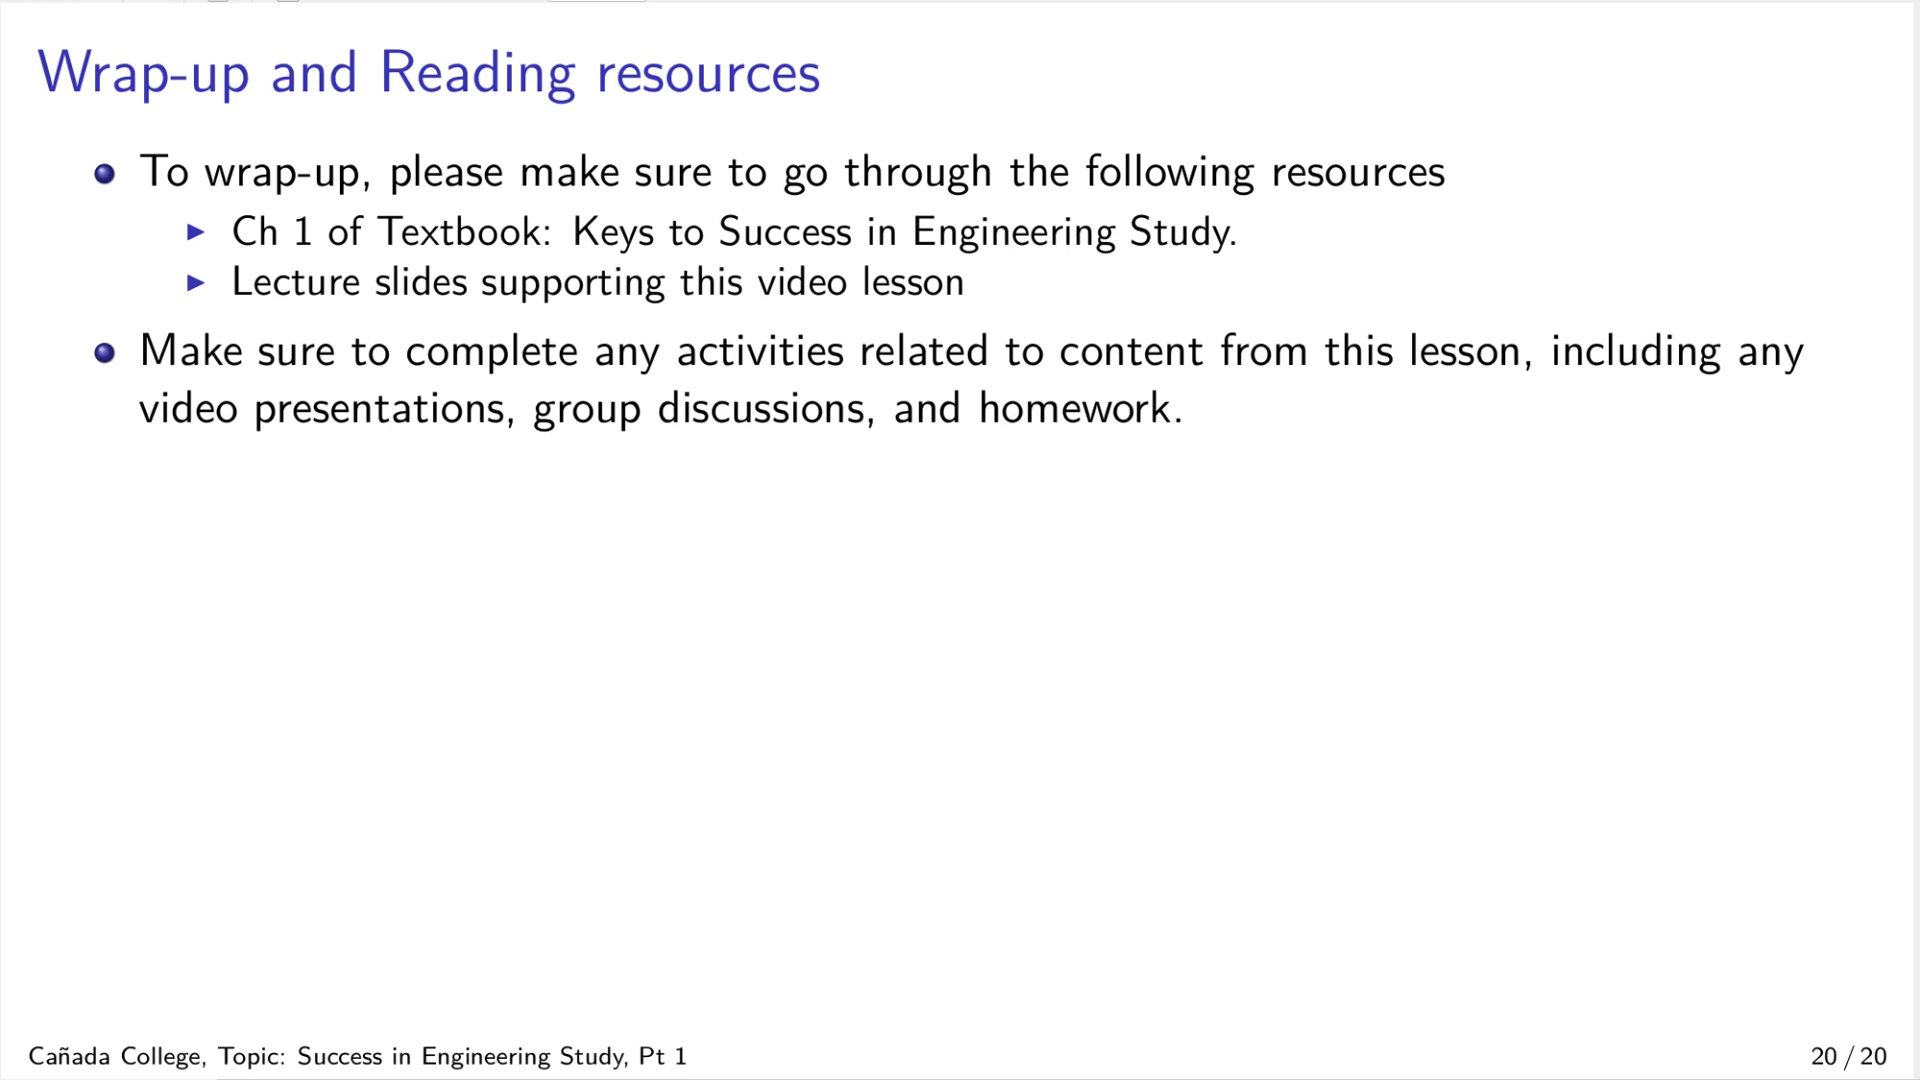 Wrap-up and Reading resources
To wrap-up, please make sure to go through the following resources
Ch 1 of Textbook: Keys to Success in Engineering Study.
Lecture slides supporting this video lesson
Make sure to complete any activities related to content from this lesson, including any
video presentations, group discussions, and homework.
Cañada College, Topic: Success in Engineering Study, Pt 1
20 / 20